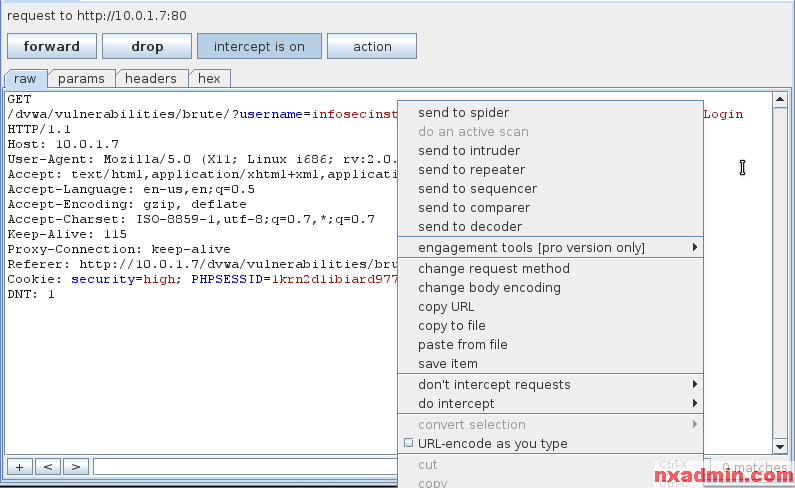 request to http://10.0.1.7:80
forward drop intercept is on action
raw params headers hex
GET
/dvwa/vulnerabilities/brute/?username=infosecinst Login
HTTP/1.1
Host: 10.0.1.7
User-Agent: Mozilla/5.0 (X11; Linux i686; rv:2.0.
Accept: text/html,application/xhtml+xml,applicati
Accept-Language: en-us,en;q=0.5
Accept-Encoding: gzip, deflate
Accept-Charset: ISO-8859-1,utf-8;q=0.7,*;q=0.7
Keep-Alive: 115
Proxy-Connection: keep-alive
Referer: http://10.0.1.7/dvwa/vulnerabilities/bru
Cookie: security=high; PHPSESSID=1krn2d1ibiard977
DNT: 1
send to spider
do an active scan
send to intruder
send to repeater
send to sequencer
send to comparer
send to decoder
engagement tools [pro version only]
change request method
change body encoding
copy URL
copy to file
paste from file
save item
don't intercept requests
do intercept
convert selection
URL-encode as you type
cut Ctrl-X
copy Ctrl-C
+ < >
0 matches
nxadmin.com